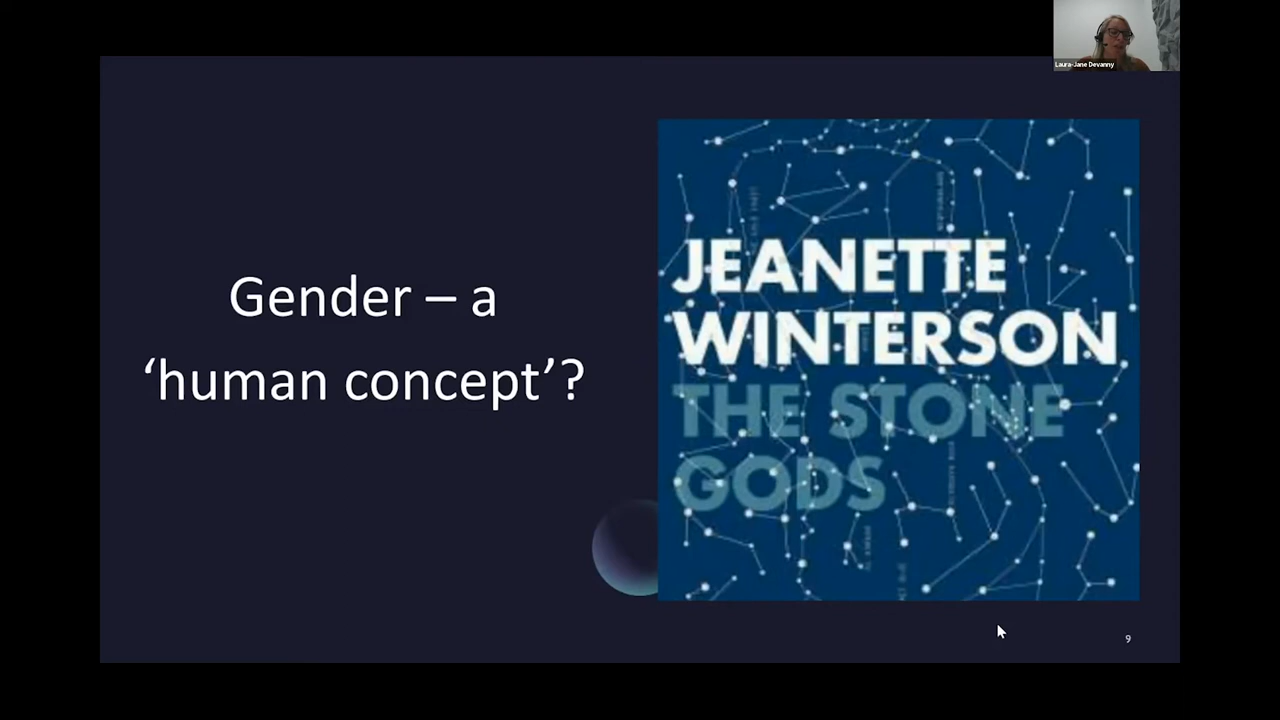 Laura-Jane Devanny
Gender – a
‘human concept’?
JEANETTE
WINTERSON
THE STONE
GODS
9